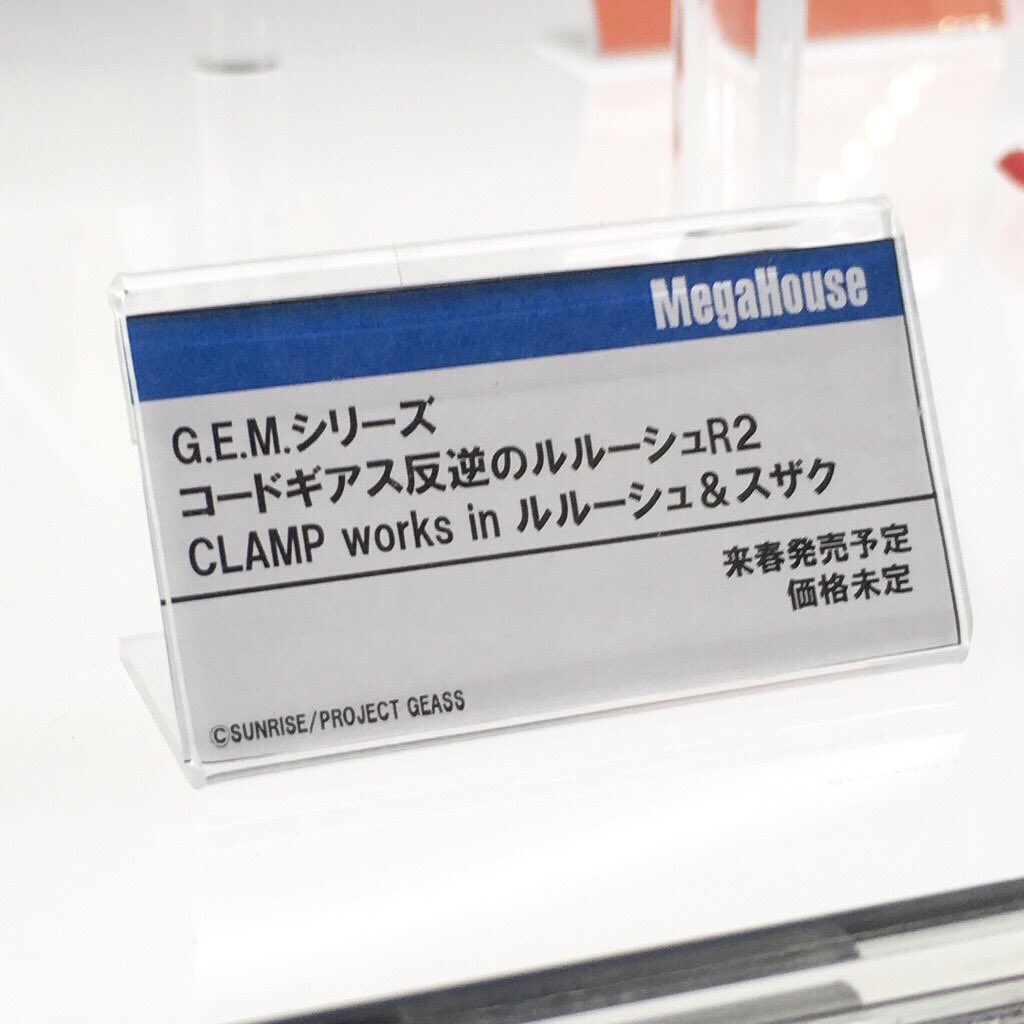 MegaHouse
G.E.M.シリーズ
コードギアス反逆のルルーシュR2
CLAMP works in ルルーシュ&スザク
来春発売予定
価格未定
©SUNRISE/PROJECT GEASS